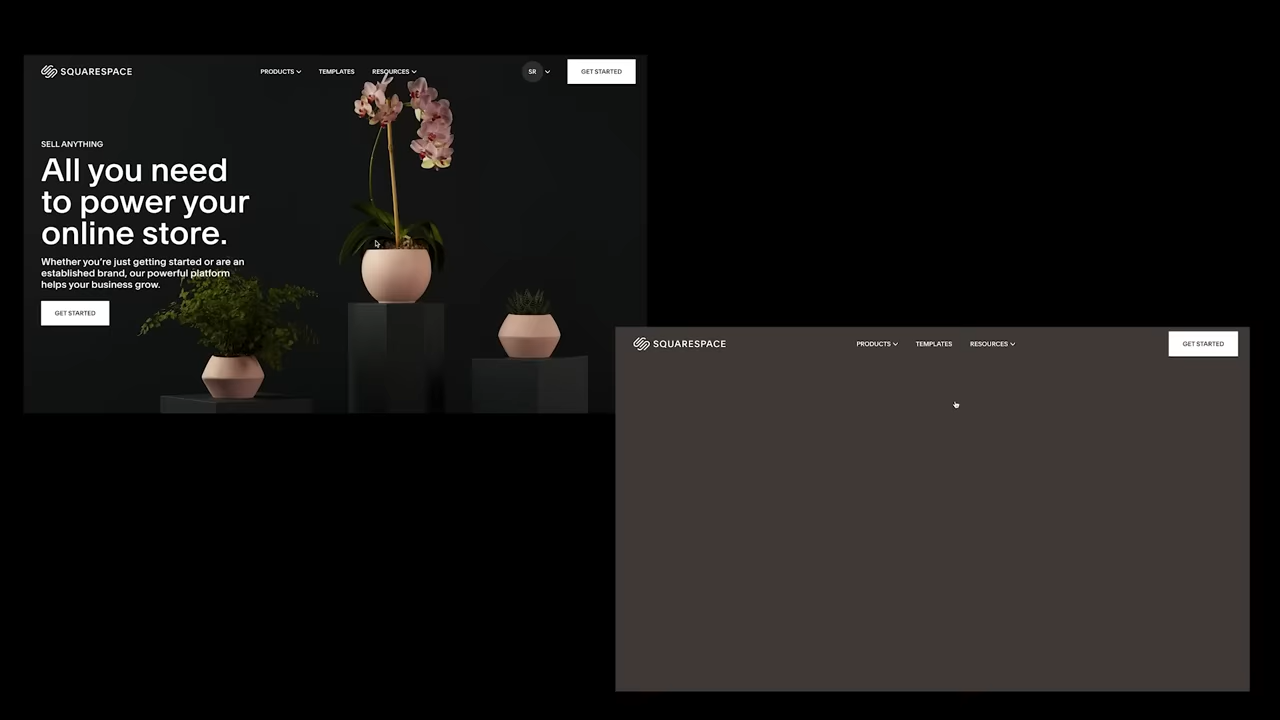 SQUARESPACE
PRODUCTS
TEMPLATES
RESOURCES
SR
GET STARTED
SELL ANYTHING
All you need
to power your
online store.
Whether you're just getting started or are an
established brand, our powerful platform
helps your business grow.
GET STARTED
SQUARESPACE
PRODUCTS
TEMPLATES
RESOURCES
GET STARTED